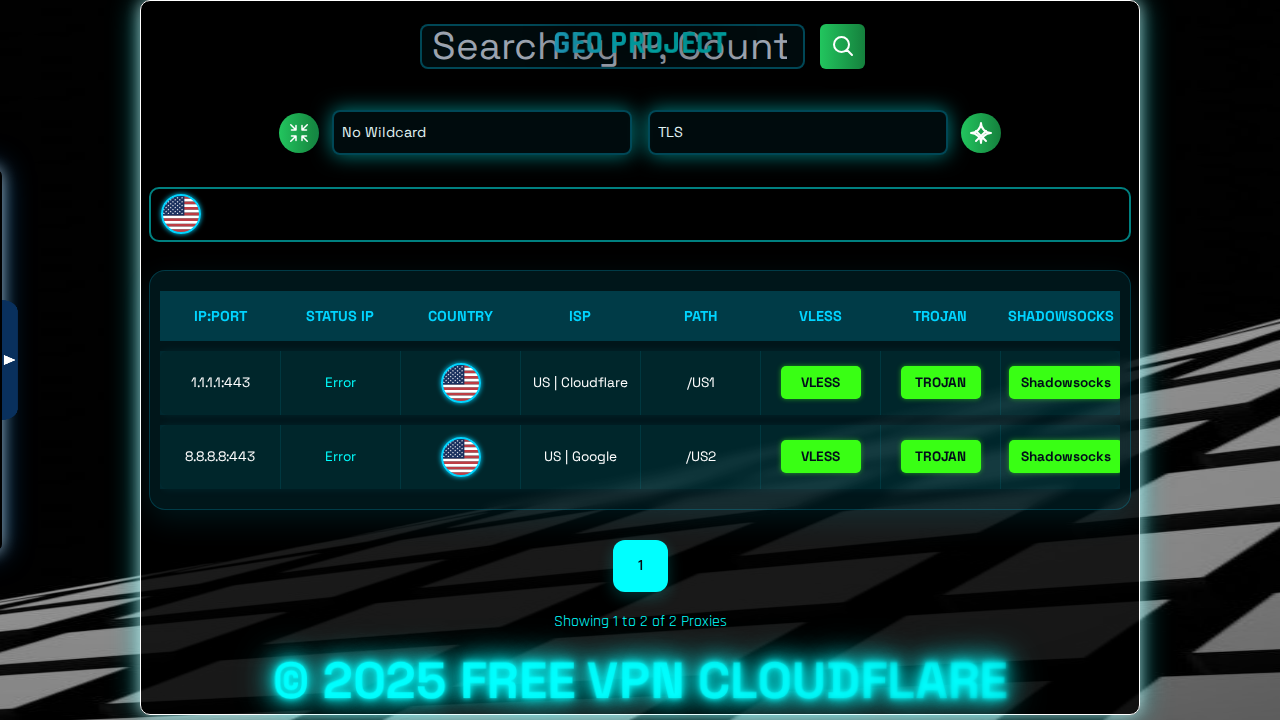 Search by IP, Count
GEO PROJECT
No Wildcard
TLS
IP:PORT STATUS IP COUNTRY ISP PATH VLESS TROJAN SHADOWSOCKS
1.1.1.1:443 Error US | Cloudflare /US1 VLESS TROJAN Shadowsocks
8.8.8.8:443 Error US | Google /US2 VLESS TROJAN Shadowsocks
1
Showing 1 to 2 of 2 Proxies
© 2025 FREE VPN CLOUDFLARE